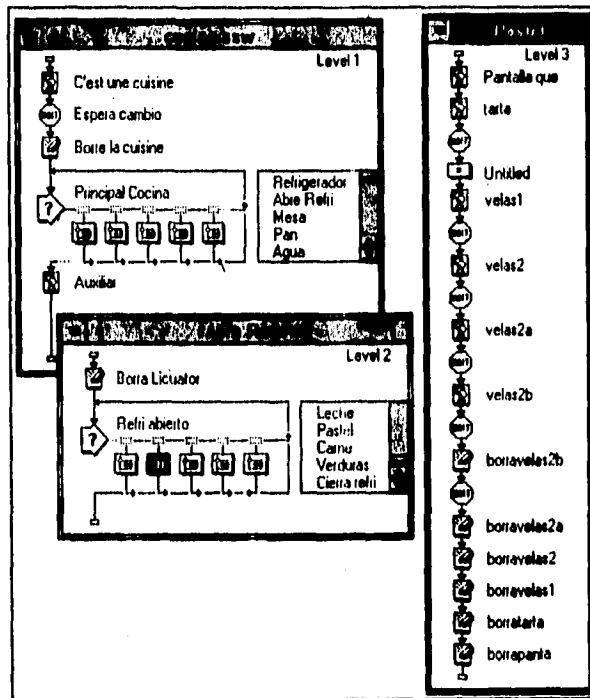 Level 1
C'est une cuisine
Espera cambio
Borre la cuisine
Principal Cocina
Refrigerador
Abre Refri
Mesa
Pan
Agua
Auxiliar
Level 2
Borra Licuator
Refri abierto
Leche
Pastel
Carne
Verduras
Cierra refri
Pastel
Level 3
Pantalla que
tarta
Untitled
velas1
velas2
velas2a
velas2b
borravelas2b
borravelas2a
borravelas2
borravelas1
borratarta
borrapanta